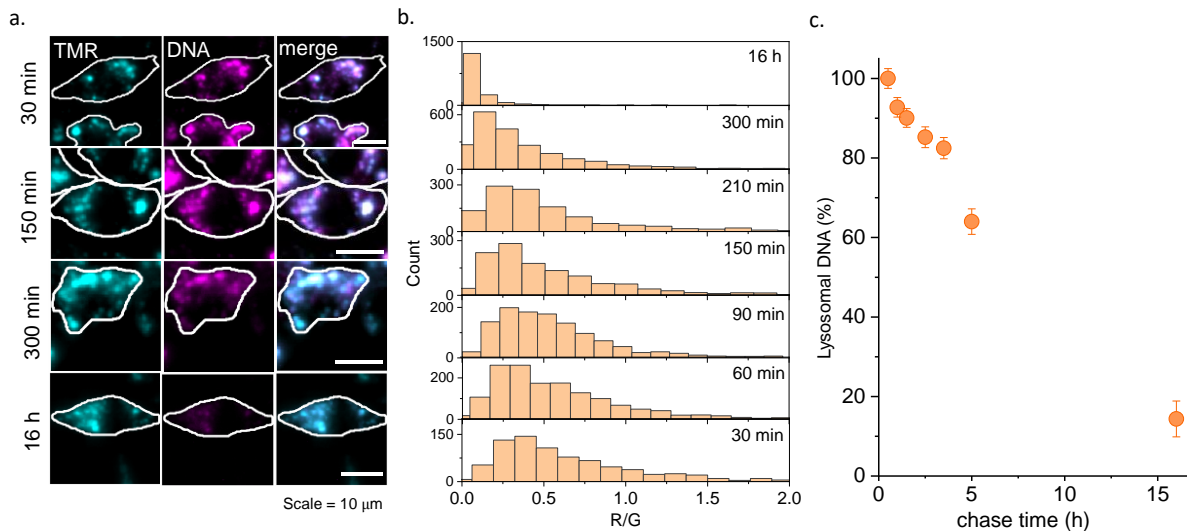 a.
TMR DNA merge
30 min
150 min
300 min
16 h
Scale = 10 μm
b.
1500
0
16 h
600
0
300 min
300
0
210 min
300
0
150 min
200
0
90 min
200
0
60 min
150
0
30 min
Count
0.0 0.5 1.0 1.5 2.0
R/G
c.
100
80
60
40
20
0
Lysosomal DNA (%)
0 5 10 15
chase time (h)